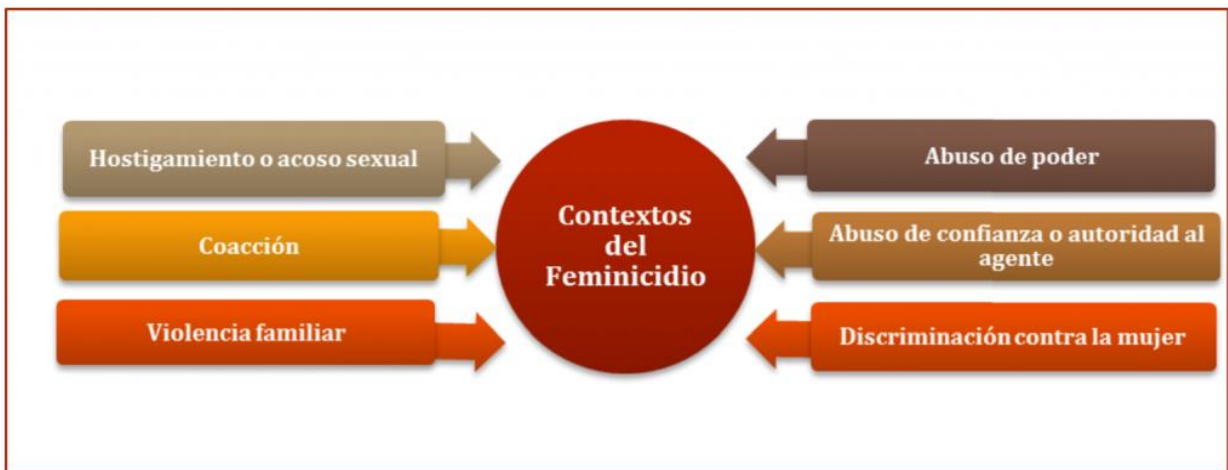 Hostigamiento o acoso sexual
Coacción
Violencia familiar
Contextos
del
Feminicidio
Abuso de poder
Abuso de confianza o autoridad al
agente
Discriminación contra la mujer